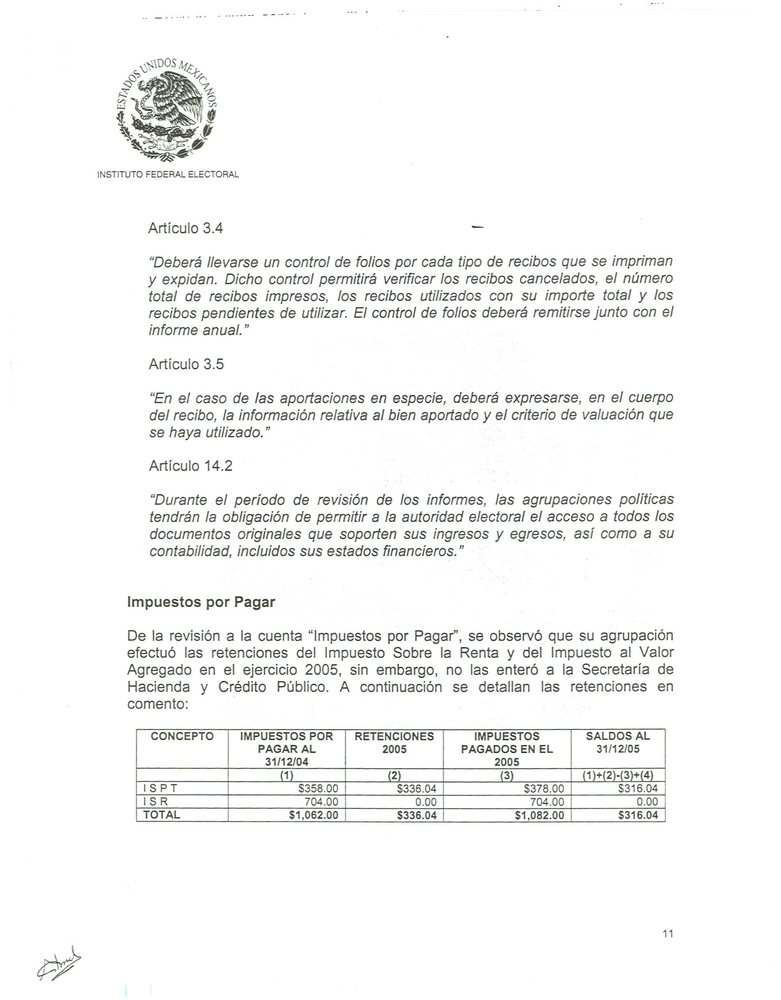 ESTADOS UNIDOS MEXICANOS
INSTITUTO FEDERAL ELECTORAL
Artículo 3.4
“Deberá llevarse un control de folios por cada tipo de recibos que se impriman
y expidan. Dicho control permitirá verificar los recibos cancelados, el número
total de recibos impresos, los recibos utilizados con su importe total y los
recibos pendientes de utilizar. El control de folios deberá remitirse junto con el
informe anual.”
Artículo 3.5
“En el caso de las aportaciones en especie, deberá expresarse, en el cuerpo
del recibo, la información relativa al bien aportado y el criterio de valuación que
se haya utilizado.”
Artículo 14.2
“Durante el período de revisión de los informes, las agrupaciones políticas
tendrán la obligación de permitir a la autoridad electoral el acceso a todos los
documentos originales que soporten sus ingresos y egresos, así como a su
contabilidad, incluidos sus estados financieros.”
Impuestos por Pagar
De la revisión a la cuenta “Impuestos por Pagar”, se observó que su agrupación
efectuó las retenciones del Impuesto Sobre la Renta y del Impuesto al Valor
Agregado en el ejercicio 2005, sin embargo, no las enteró a la Secretaría de
Hacienda y Crédito Público. A continuación se detallan las retenciones en
comento:
CONCEPTO IMPUESTOS POR RETENCIONES IMPUESTOS SALDOS AL
PAGAR AL 2005 PAGADOS EN EL 31/12/05
31/12/04 2005
(1) (2) (3) (1)+(2)-(3)+(4)
I S P T $358.00 $336.04 $378.00 $316.04
I S R 704.00 0.00 704.00 0.00
TOTAL $1,062.00 $336.04 $1,082.00 $316.04
11